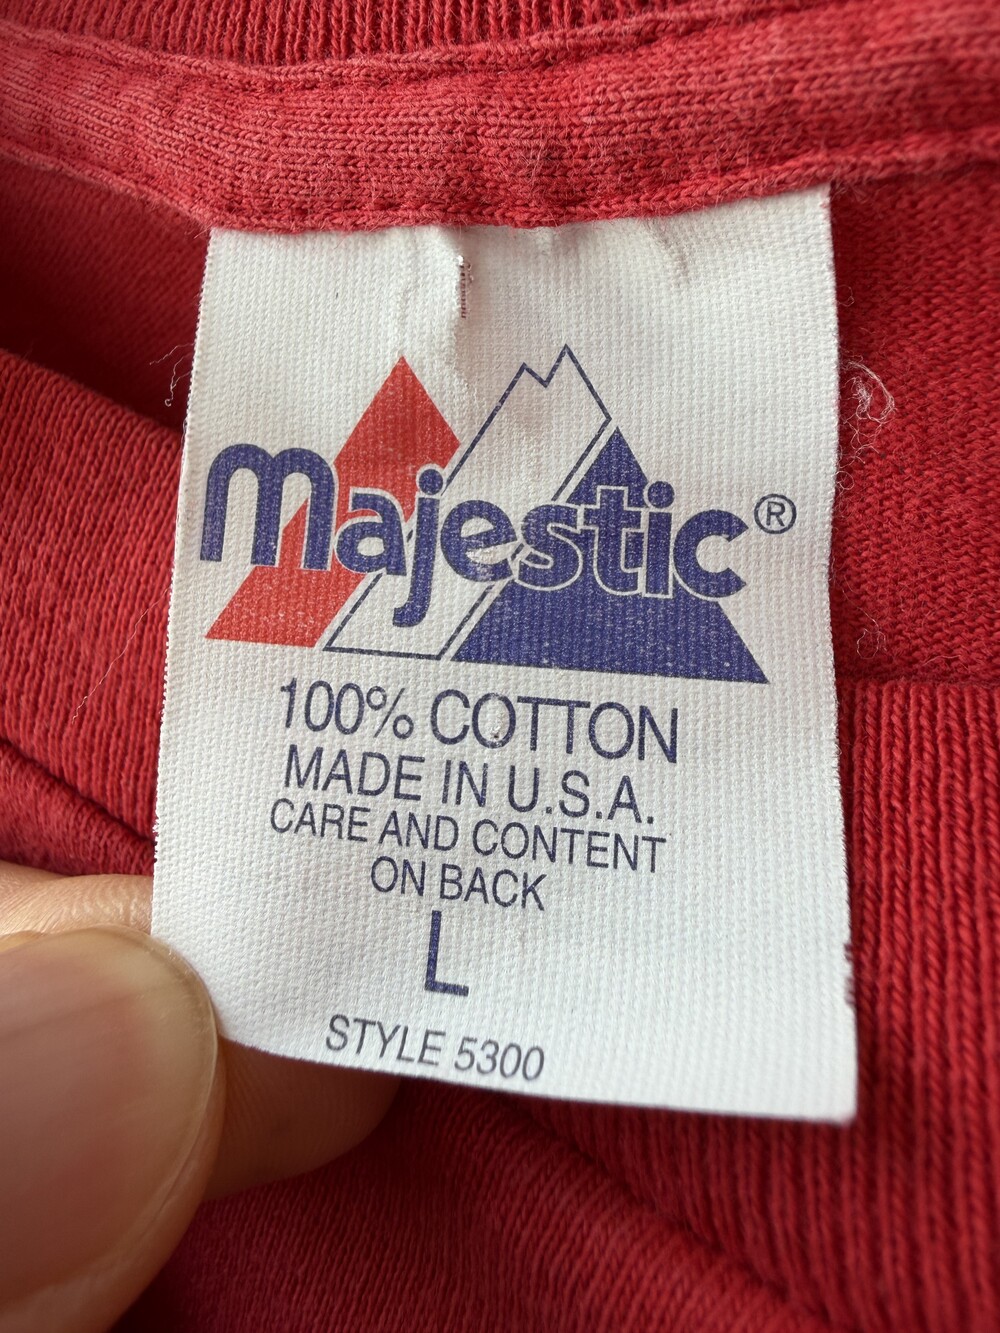 majestic®
100% COTTON
MADE IN U.S.A.
CARE AND CONTENT
ON BACK
L
STYLE 5300